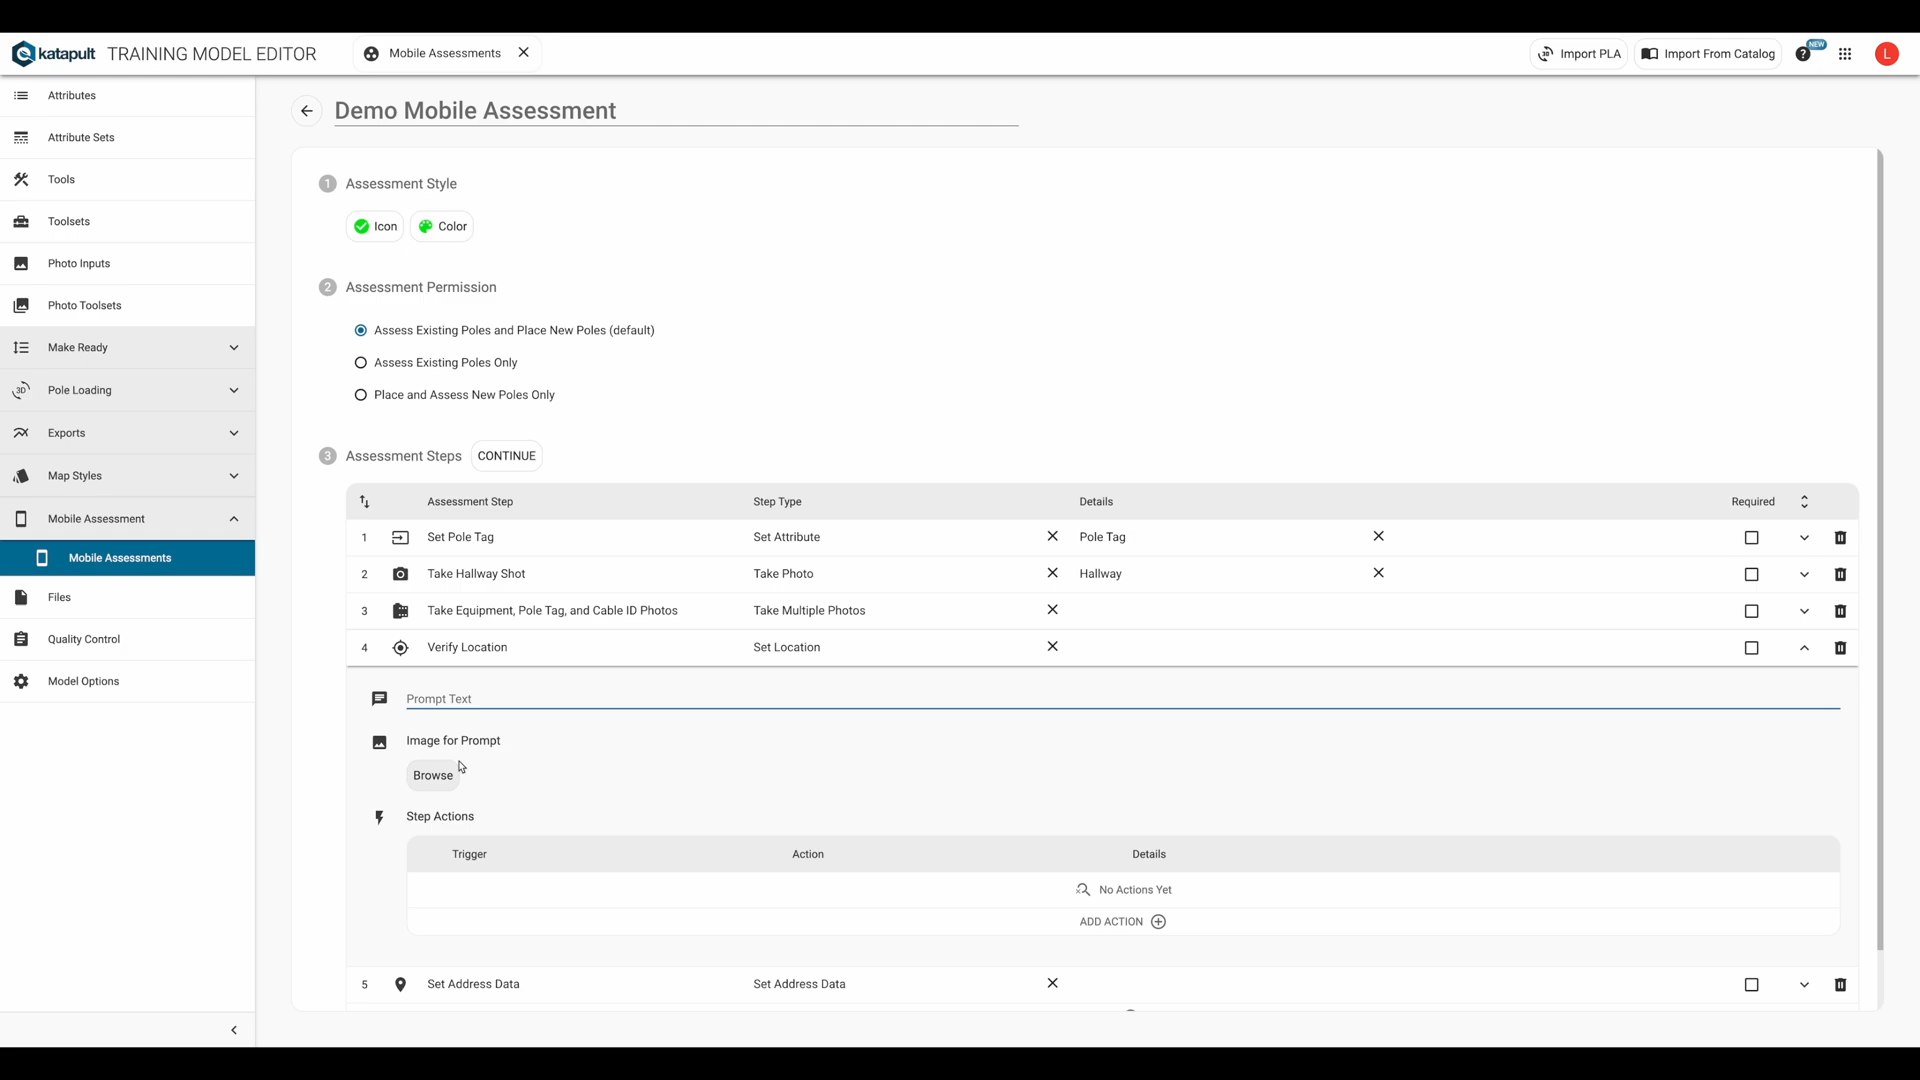 katapult TRAINING MODEL EDITOR
Mobile Assessments
Import PLA
Import From Catalog
NEW
L
Attributes
Attribute Sets
Tools
Toolsets
Photo Inputs
Photo Toolsets
Make Ready
3D Pole Loading
Exports
Map Styles
Mobile Assessment
Mobile Assessments
Files
Quality Control
Model Options
Demo Mobile Assessment
1 Assessment Style
Icon Color
2 Assessment Permission
Assess Existing Poles and Place New Poles (default)
Assess Existing Poles Only
Place and Assess New Poles Only
3 Assessment Steps CONTINUE
Assessment Step Step Type Details Required
1 Set Pole Tag Set Attribute Pole Tag
2 Take Hallway Shot Take Photo Hallway
3 Take Equipment, Pole Tag, and Cable ID Photos Take Multiple Photos
4 Verify Location Set Location
Prompt Text
Image for Prompt
Browse
Step Actions
Trigger Action Details
No Actions Yet
ADD ACTION
5 Set Address Data Set Address Data